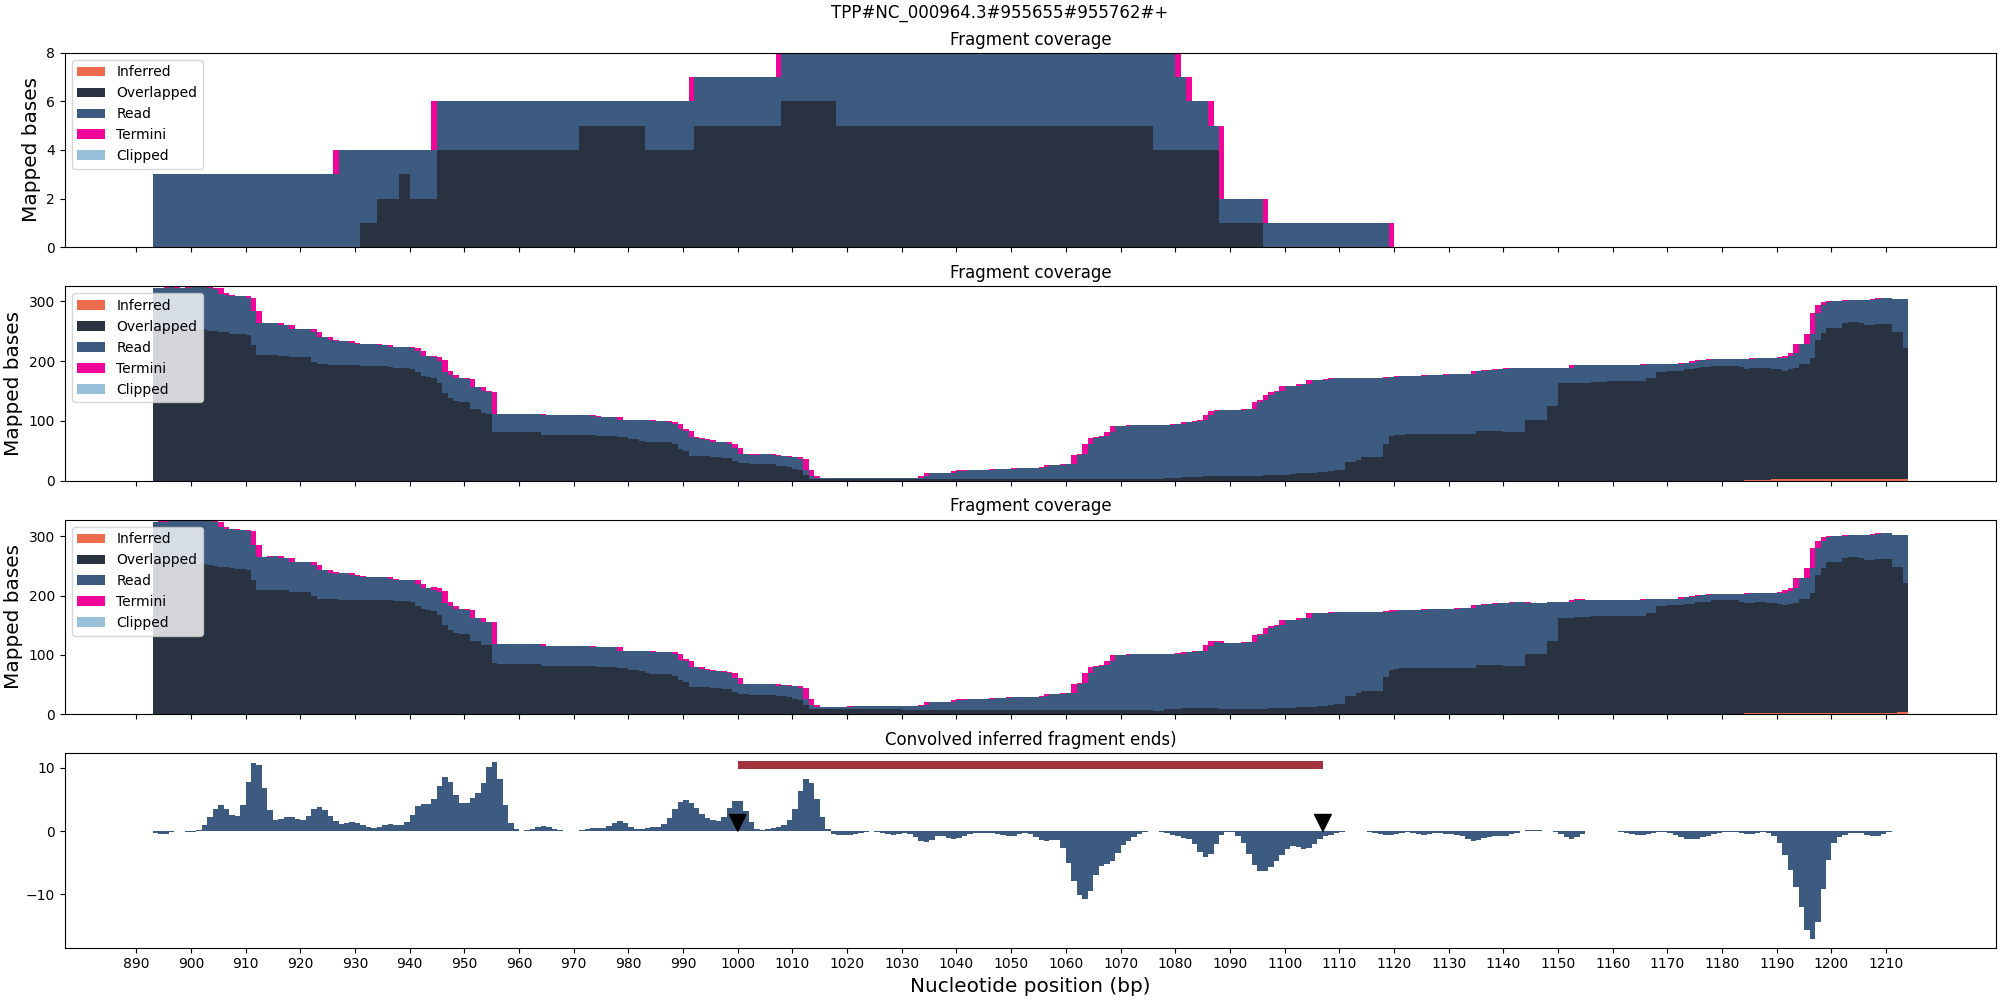 TPP#NC_000964.3#955655#955762#+
Fragment coverage
Mapped bases
8
6
4
2
0
Inferred
Overlapped
Read
Termini
Clipped
Fragment coverage
Mapped bases
300
200
100
0
Inferred
Overlapped
Read
Termini
Clipped
Fragment coverage
Mapped bases
300
200
100
0
Inferred
Overlapped
Read
Termini
Clipped
Convolved inferred fragment ends)
10
0
−10
890 900 910 920 930 940 950 960 970 980 990 1000 1010 1020 1030 1040 1050 1060 1070 1080 1090 1100 1110 1120 1130 1140 1150 1160 1170 1180 1190 1200 1210
Nucleotide position (bp)